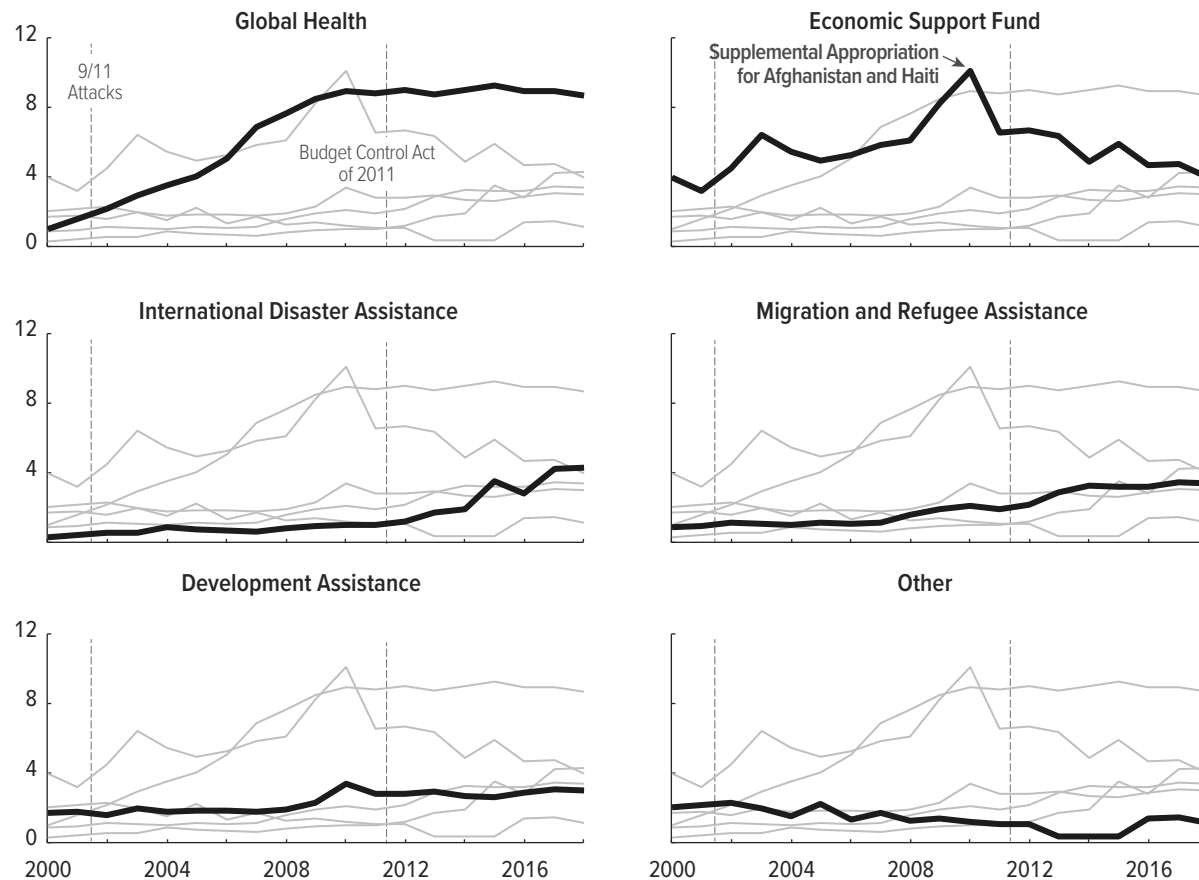 Global Health
12
8
4
0
9/11
Attacks
Budget Control Act
of 2011
Economic Support Fund
Supplemental Appropriation
for Afghanistan and Haiti
International Disaster Assistance
12
8
4
Migration and Refugee Assistance
Development Assistance
12
8
4
0
2000 2004 2008 2012 2016
Other
2000 2004 2008 2012 2016